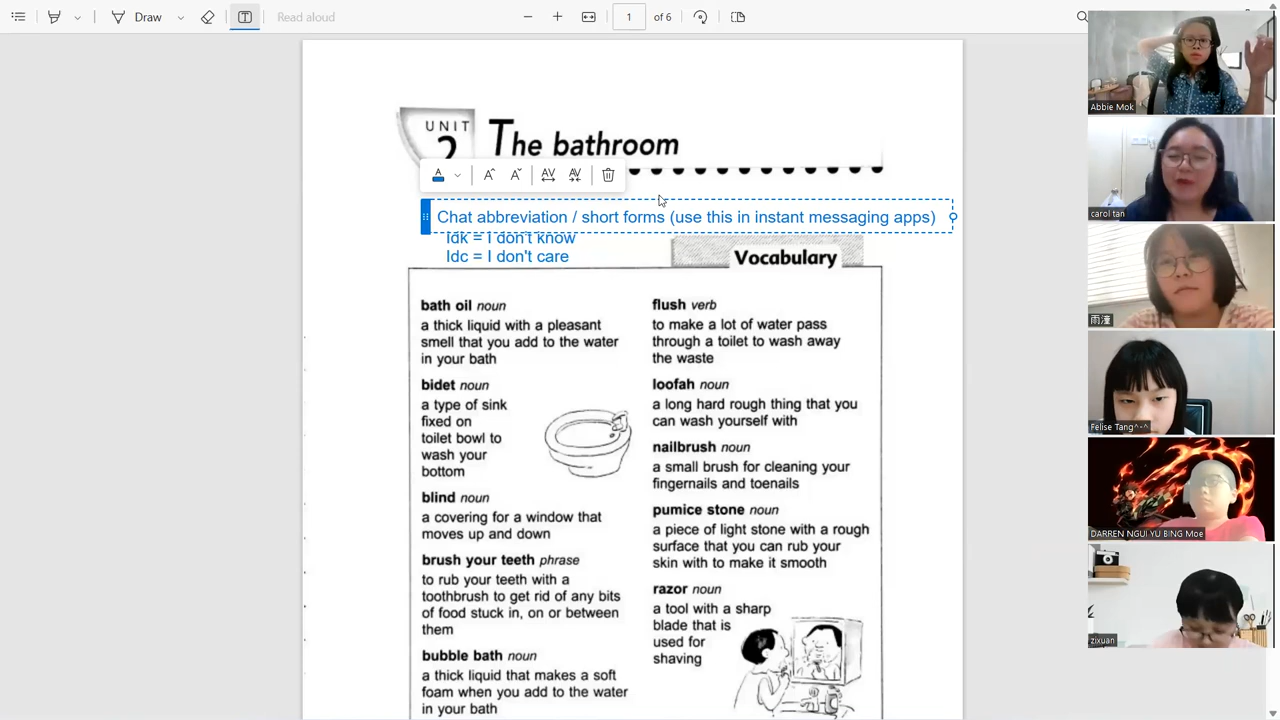 Draw
Read aloud
1
of 6
UNIT
2
The bathroom
A
Chat abbreviation / short forms (use this in instant messaging apps)
Idk = I don't know
Idc = I don't care
Vocabulary
bath oil noun
a thick liquid with a pleasant
smell that you add to the water
in your bath
bidet noun
a type of sink
fixed on
toilet bowl to
wash your
bottom
blind noun
a covering for a window that
moves up and down
brush your teeth phrase
to rub your teeth with a
toothbrush to get rid of any bits
of food stuck in, on or between
them
bubble bath noun
a thick liquid that makes a soft
foam when you add to the water
in your bath
flush verb
to make a lot of water pass
through a toilet to wash away
the waste
loofah noun
a long hard rough thing that you
can wash yourself with
nailbrush noun
a small brush for cleaning your
fingernails and toenails
pumice stone noun
a piece of light stone with a rough
surface that you can rub your
skin with to make it smooth
razor noun
a tool with a sharp
blade that is
used for
shaving
Abbie Mok
carol tan
雨潼
Felise Tang^-^
DARREN NGUI YU BING Moe
zixuan